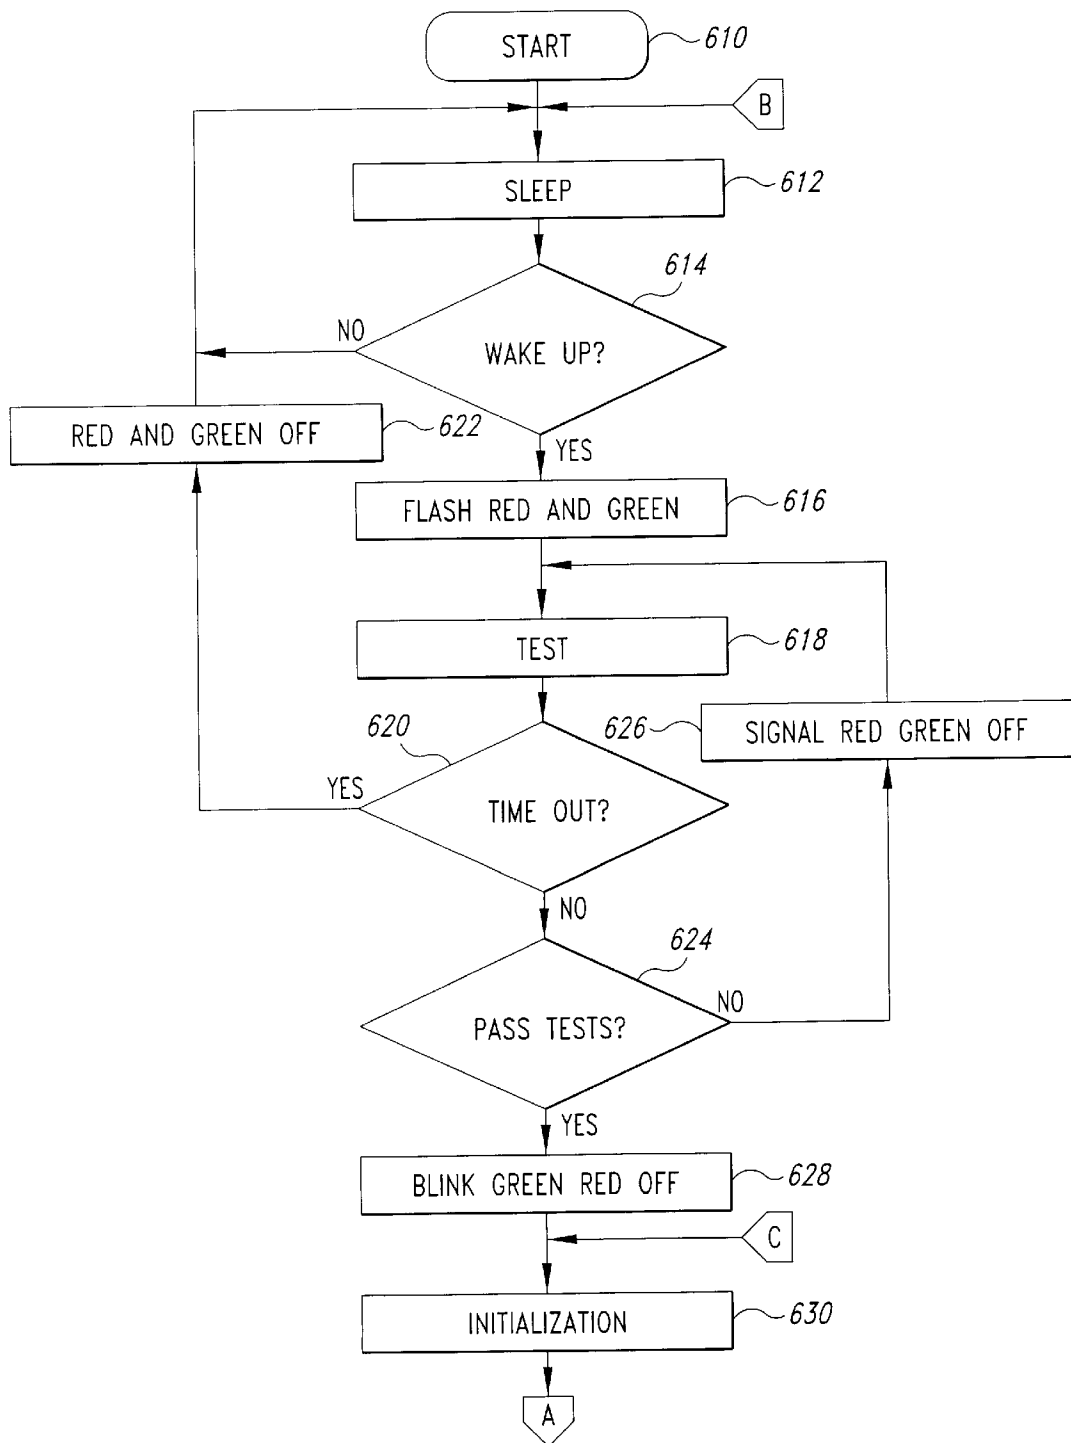 START
610
B
SLEEP
612
614
NO
WAKE UP?
RED AND GREEN OFF
622
YES
FLASH RED AND GREEN
616
TEST
618
620
626
SIGNAL RED GREEN OFF
YES
TIME OUT?
NO
624
NO
PASS TESTS?
YES
BLINK GREEN RED OFF
628
C
INITIALIZATION
630
A